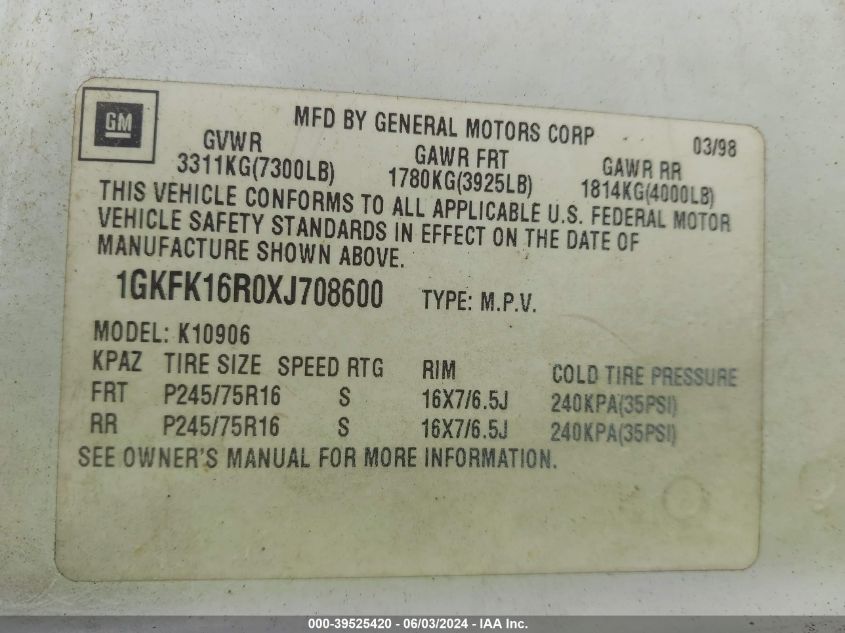 GM
MFD BY GENERAL MOTORS CORP 03/98
GVWR GAWR FRT GAWR RR
3311KG(7300LB) 1780KG(3925LB) 1814KG(4000LB)
THIS VEHICLE CONFORMS TO ALL APPLICABLE U.S. FEDERAL MOTOR
VEHICLE SAFETY STANDARDS IN EFFECT ON THE DATE OF
MANUFACTURE SHOWN ABOVE.
1GKFK16R0XJ708600 TYPE: M.P.V.
MODEL: K10906
KPAZ TIRE SIZE SPEED RTG RIM COLD TIRE PRESSURE
FRT P245/75R16 S 16X7/6.5J 240KPA(35PSI)
RR P245/75R16 S 16X7/6.5J 240KPA(35PSI)
SEE OWNER'S MANUAL FOR MORE INFORMATION.
000-39525420 - 06/03/2024 - IAA Inc.